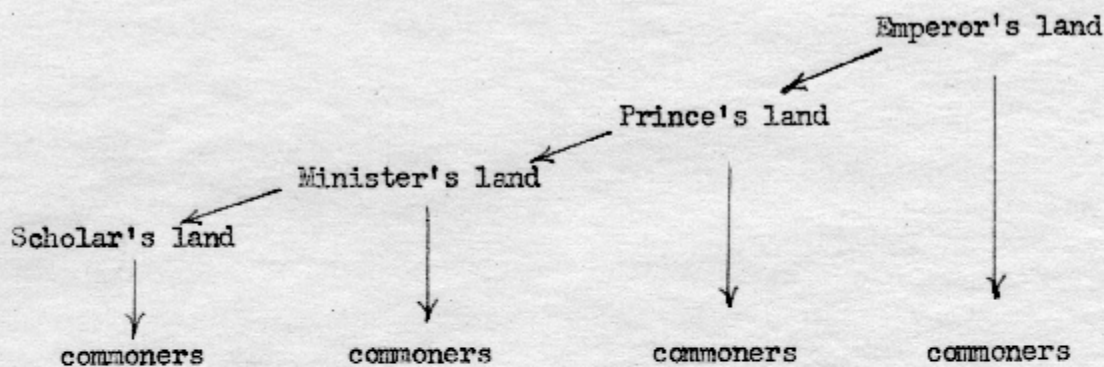 Emperor's land
Prince's land
Minister's land
Scholar's land
commoners commoners commoners commoners